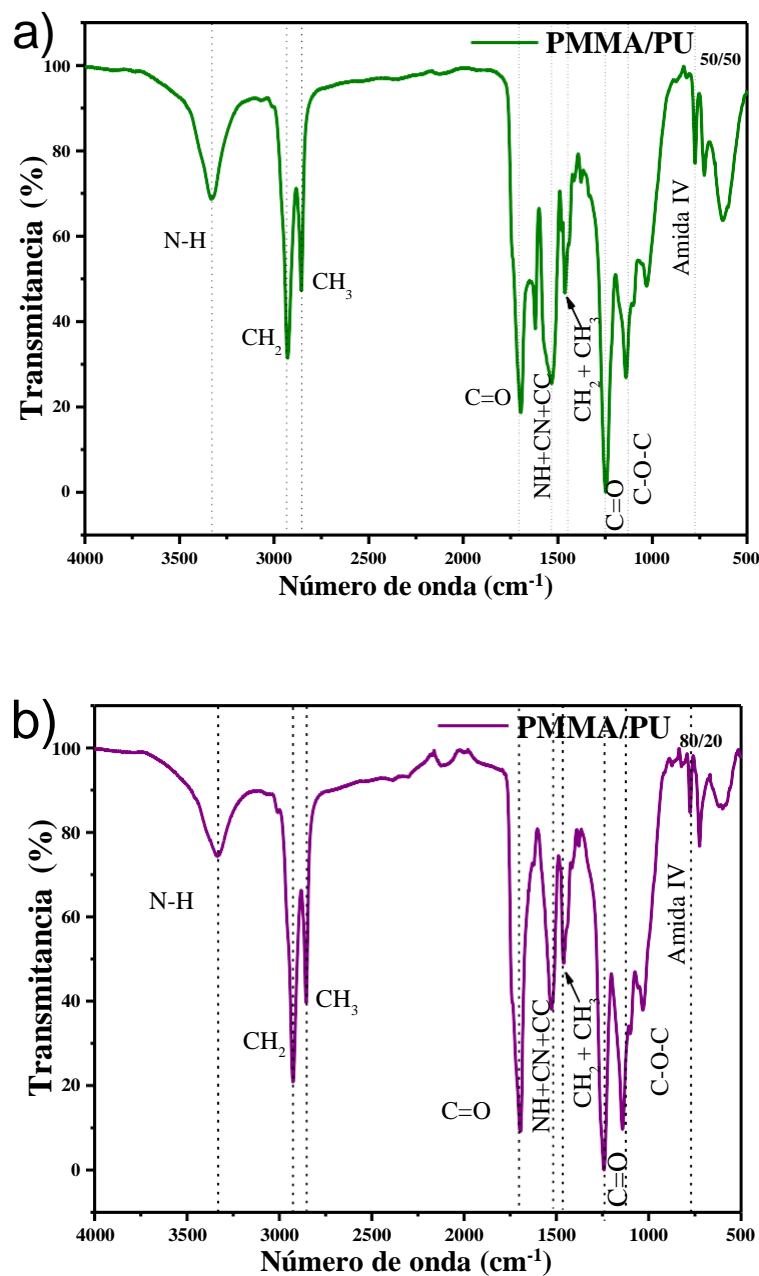 a)
PMMA/PU 50/50
Transmitancia (%)
100
80
60
40
20
0
N-H
CH2
CH3
C=O
NH+CN+CC
CH2 + CH3
C=O
C-O-C
Amida IV
4000 3500 3000 2500 2000 1500 1000 500
Número de onda (cm-1)
b)
PMMA/PU 80/20
Transmitancia (%)
100
80
60
40
20
0
N-H
CH2
CH3
C=O
NH+CN+CC
CH2 + CH3
C=O
C-O-C
Amida IV
4000 3500 3000 2500 2000 1500 1000 500
Número de onda (cm-1)